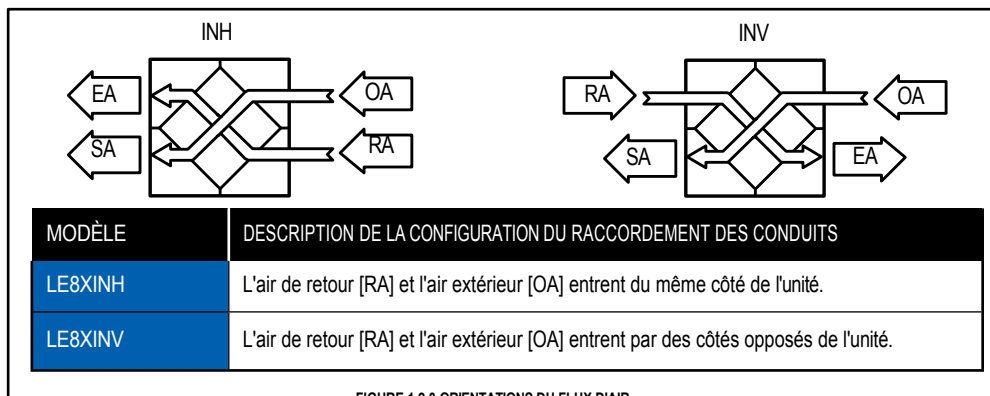 INH
INV
EA
OA
RA
OA
SA
RA
SA
EA
MODÈLE DESCRIPTION DE LA CONFIGURATION DU RACCORDEMENT DES CONDUITS
LE8XINH L'air de retour [RA] et l'air extérieur [OA] entrent du même côté de l'unité.
LE8XINV L'air de retour [RA] et l'air extérieur [OA] entrent par des côtés opposés de l'unité.